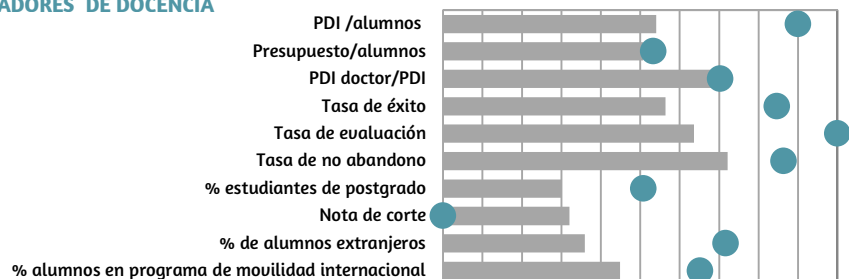 ADORES DE DOCENCIA
PDI /alumnos
Presupuesto/alumnos
PDI doctor/PDI
Tasa de éxito
Tasa de evaluación
Tasa de no abandono
% estudiantes de postgrado
Nota de corte
% de alumnos extranjeros
% alumnos en programa de movilidad internacional